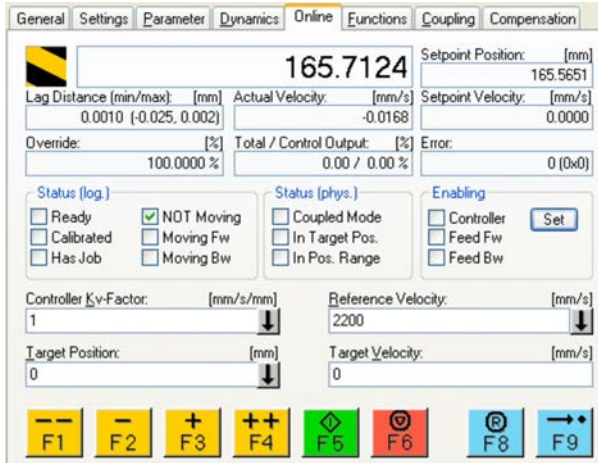 General Settings Parameter Dynamics Online Functions Coupling Compensation
165.7124
Setpoint Position: [mm]
165.5651
Lag Distance (min/max): [mm] Actual Velocity: [mm/s] Setpoint Velocity: [mm/s]
0.0010 (-0.025, 0.002) -0.0168 0.0000
Override: [%] Total / Control Output: [%] Error:
100.0000 % 0.00 / 0.00 % 0 (0x0)
Status (log.) Status (phys.) Enabling
Ready NOT Moving Coupled Mode Controller Set
Calibrated Moving Fw In Target Pos. Feed Fw
Has Job Moving Bw In Pos. Range Feed Bw
Controller Kv-Factor: [mm/s/mm] Reference Velocity: [mm/s]
1 2200
Target Position: [mm] Target Velocity: [mm/s]
0 0
-- - + ++ R
F1 F2 F3 F4 F5 F6 F8 F9